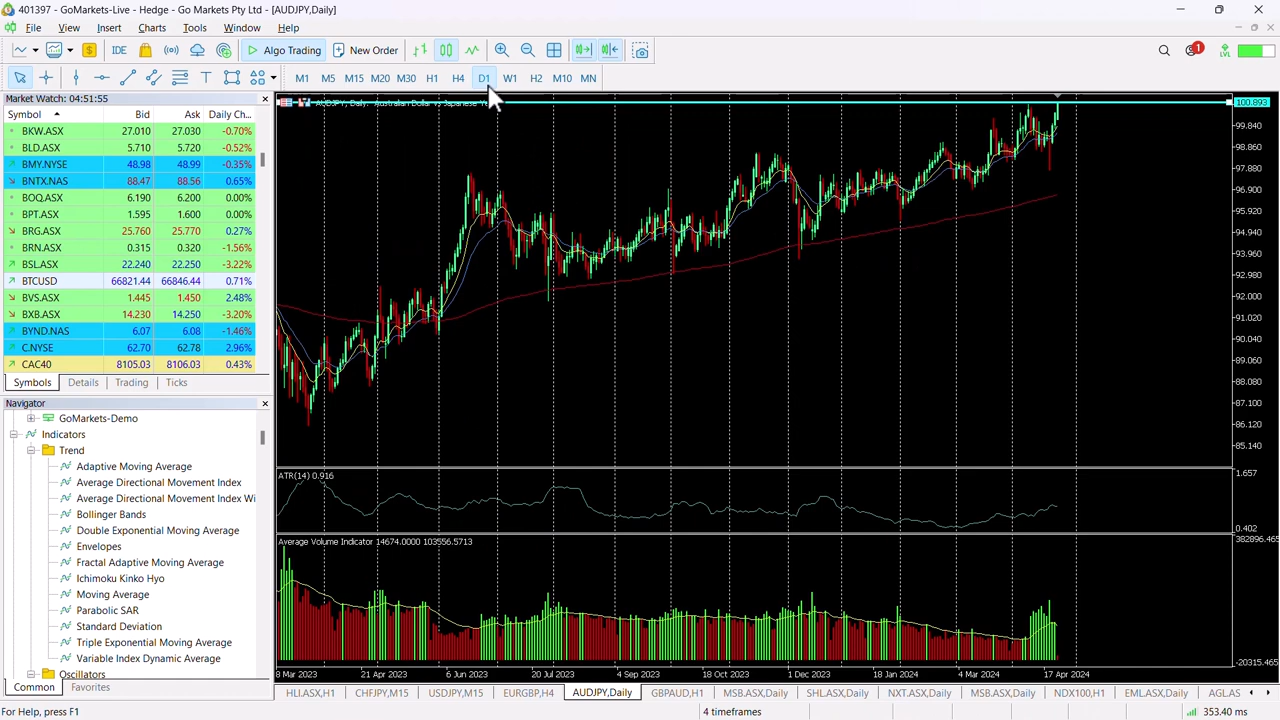 401397 - GoMarkets-Live - Hedge - Go Markets Pty Ltd - [AUDJPY,Daily]
File View Insert Charts Tools Window Help
IDE Algo Trading New Order 1 LVL
M1 M5 M15 M20 M30 H1 H4 D1 W1 H2 M10 MN
Market Watch: 04:51:55
Symbol Bid Ask Daily Ch...
BKW.ASX 27.010 27.030 -0.70%
BLD.ASX 5.710 5.720 -0.52%
BMY.NYSE 48.98 48.99 -0.35%
BNTX.NAS 88.47 88.56 0.65%
BOQ.ASX 6.190 6.200 0.00%
BPT.ASX 1.595 1.600 0.00%
BRG.ASX 25.760 25.770 0.27%
BRN.ASX 0.315 0.320 -1.56%
BSL.ASX 22.240 22.250 -3.22%
BTCUSD 66821.44 66846.44 0.71%
BVS.ASX 1.445 1.450 2.48%
BXB.ASX 14.230 14.250 -3.20%
BYND.NAS 6.07 6.08 -1.46%
C.NYSE 62.70 62.78 2.96%
CAC40 8105.03 8106.03 0.43%
Symbols Details Trading Ticks
Navigator
GoMarkets-Demo
Indicators
Trend
Adaptive Moving Average
Average Directional Movement Index
Average Directional Movement Index Wi
Bollinger Bands
Double Exponential Moving Average
Envelopes
Fractal Adaptive Moving Average
Ichimoku Kinko Hyo
Moving Average
Parabolic SAR
Standard Deviation
Triple Exponential Moving Average
Variable Index Dynamic Average
Oscillators
Common Favorites
AUDJPY, Daily: Australian Dollar v Japanese
100.893
99.840
98.860
97.880
96.900
95.920
94.940
93.960
92.980
92.000
91.020
90.040
89.060
88.080
87.100
86.120
85.140
ATR(14) 0.916
1.657
0.402
Average Volume Indicator 14674.0000 103556.5713
382896.465
-20315.465
8 Mar 2023 21 Apr 2023 6 Jun 2023 20 Jul 2023 4 Sep 2023 18 Oct 2023 1 Dec 2023 18 Jan 2024 4 Mar 2024 17 Apr 2024
HLI.ASX,H1 CHFJPY,M15 USDJPY,M15 EURGBP,H4 AUDJPY,Daily GBPAUD,H1 MSB.ASX,Daily SHL.ASX,Daily NXT.ASX,Daily MSB.ASX,Daily NDX100,H1 EML.ASX,Daily AGLAS
For Help, press F1 4 timeframes 353.40 ms